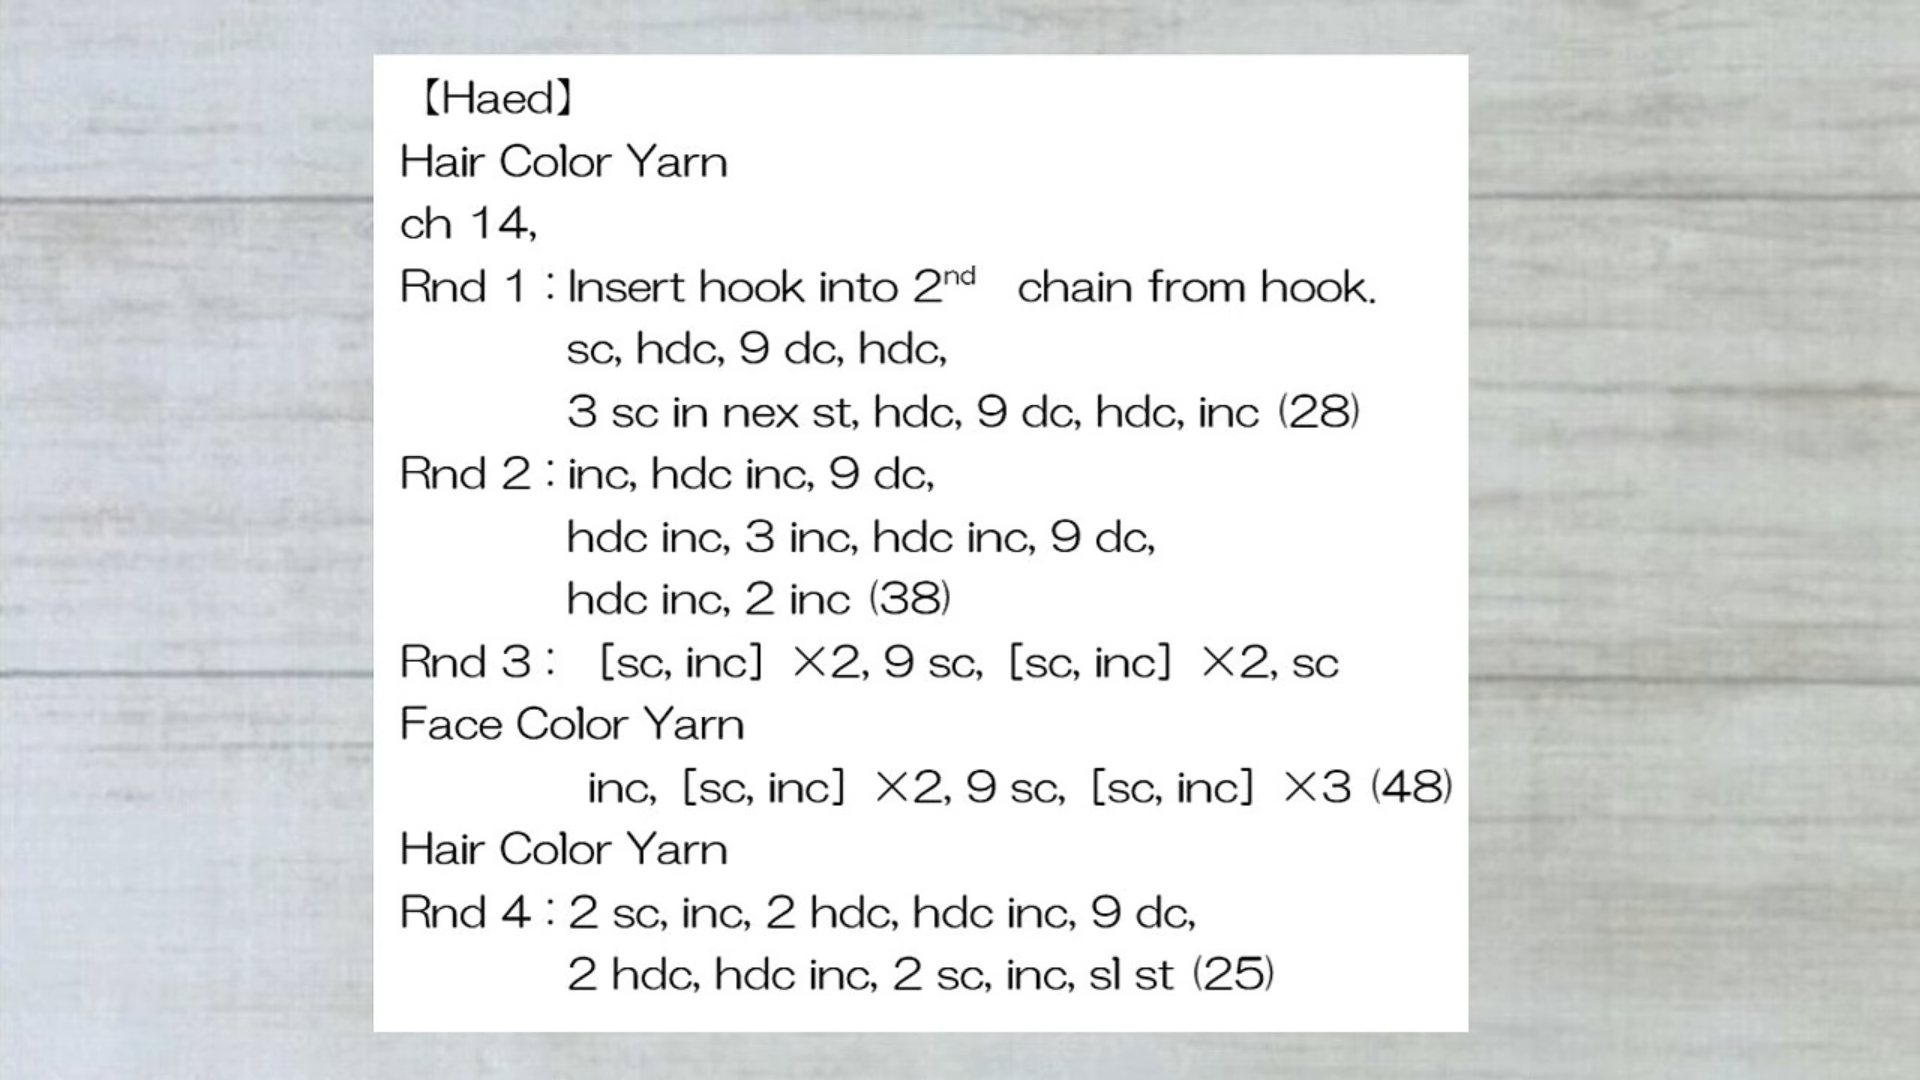 【Haed】
Hair Color Yarn
ch 14,
Rnd 1 : Insert hook into 2nd chain from hook.
sc, hdc, 9 dc, hdc,
3 sc in nex st, hdc, 9 dc, hdc, inc (28)
Rnd 2 : inc, hdc inc, 9 dc,
hdc inc, 3 inc, hdc inc, 9 dc,
hdc inc, 2 inc (38)
Rnd 3 : [sc, inc] ×2, 9 sc, [sc, inc] ×2, sc
Face Color Yarn
inc, [sc, inc] ×2, 9 sc, [sc, inc] ×3 (48)
Hair Color Yarn
Rnd 4 : 2 sc, inc, 2 hdc, hdc inc, 9 dc,
2 hdc, hdc inc, 2 sc, inc, sl st (25)